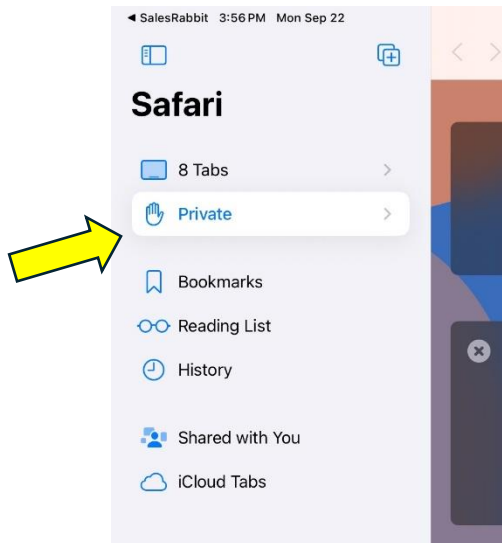 ◀ SalesRabbit 3:56 PM Mon Sep 22
Safari
8 Tabs
Private
Bookmarks
Reading List
History
Shared with You
iCloud Tabs